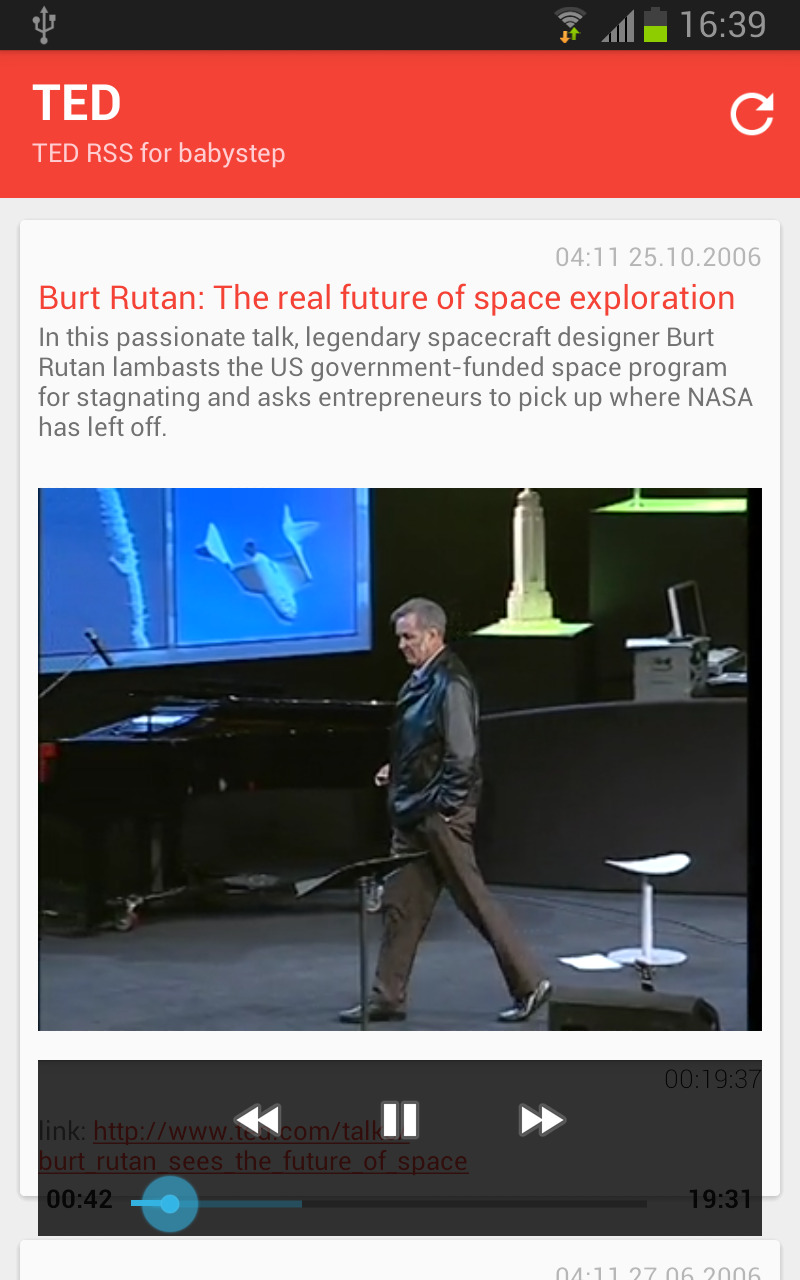 16:39
TED
TED RSS for babystep
04:11 25.10.2006
Burt Rutan: The real future of space exploration
In this passionate talk, legendary spacecraft designer Burt
Rutan lambasts the US government-funded space program
for stagnating and asks entrepreneurs to pick up where NASA
has left off.
00:19:37
link: http://www.ted.com/talks/
burt_rutan_sees_the_future_of_space
00:42
19:31
04:11 27.06.2006